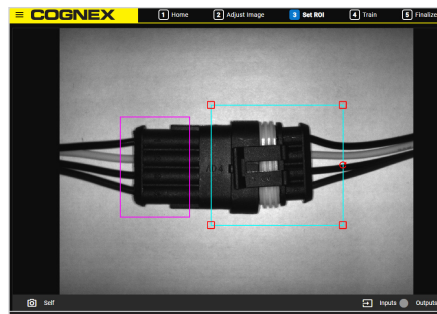 COGNEX
1 Home
2 Adjust Image
3 Set ROI
4 Train
5 Finalize
Self
Inputs
Outputs